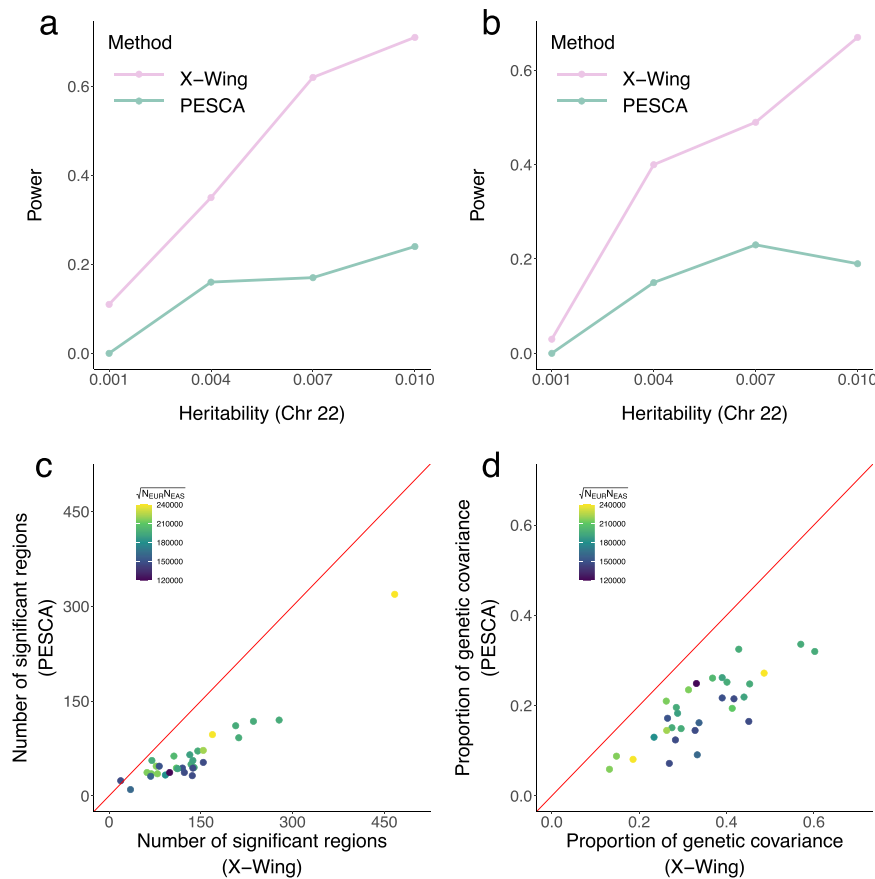 a
Method
X−Wing
PESCA
Power
0.6
0.4
0.2
0.0
0.001 0.004 0.007 0.010
Heritability (Chr 22)
b
Method
X−Wing
PESCA
Power
0.6
0.4
0.2
0.0
0.001 0.004 0.007 0.010
Heritability (Chr 22)
c
√NEURNEAS
240000
210000
180000
150000
120000
Number of significant regions
(PESCA)
450
300
150
0
0 150 300 450
Number of significant regions
(X−Wing)
d
√NEURNEAS
240000
210000
180000
150000
120000
Proportion of genetic covariance
(PESCA)
0.6
0.4
0.2
0.0
0.0 0.2 0.4 0.6
Proportion of genetic covariance
(X−Wing)